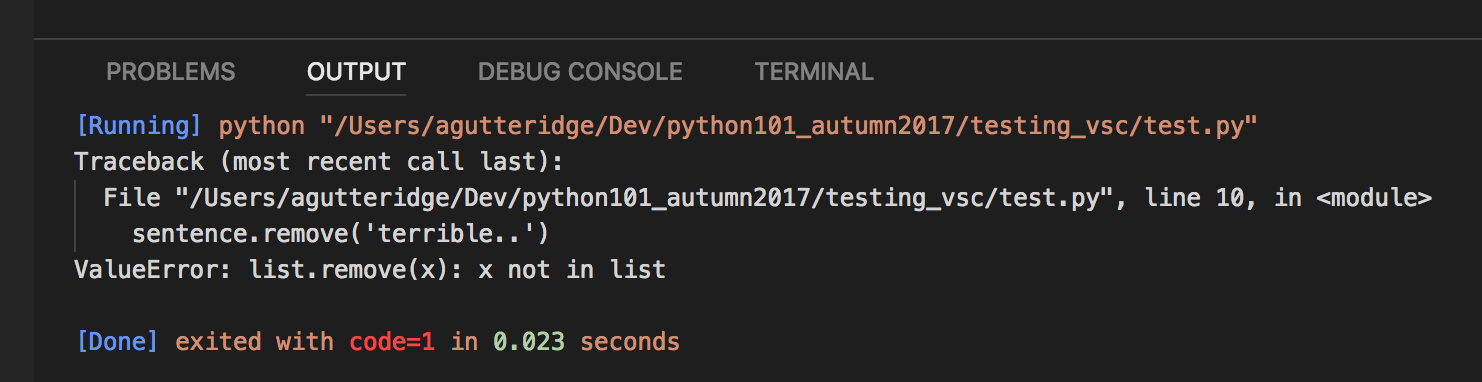 PROBLEMS OUTPUT DEBUG CONSOLE TERMINAL
[Running] python "/Users/agutteridge/Dev/python101_autumn2017/testing_vsc/test.py"
Traceback (most recent call last):
  File "/Users/agutteridge/Dev/python101_autumn2017/testing_vsc/test.py", line 10, in <module>
    sentence.remove('terrible..')
ValueError: list.remove(x): x not in list

[Done] exited with code=1 in 0.023 seconds